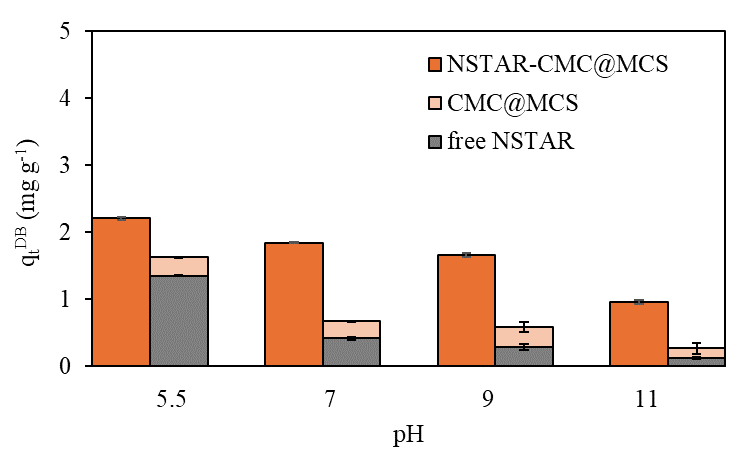 5
4
3
2
1
0
qtDB (mg g-1)
NSTAR-CMC@MCS
CMC@MCS
free NSTAR
5.5 7 9 11
pH